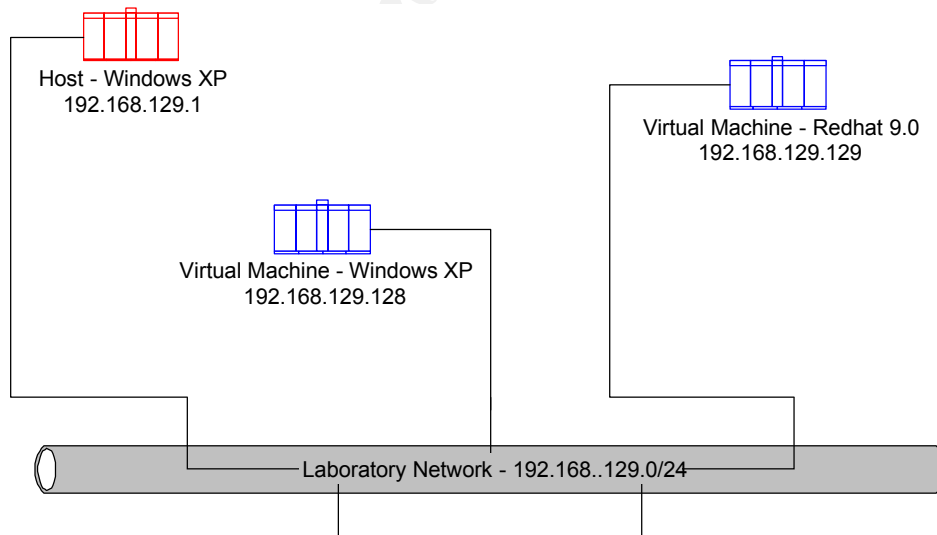 Host - Windows XP
192.168.129.1
Virtual Machine - Redhat 9.0
192.168.129.129
Virtual Machine - Windows XP
192.168.129.128
Laboratory Network - 192.168..129.0/24